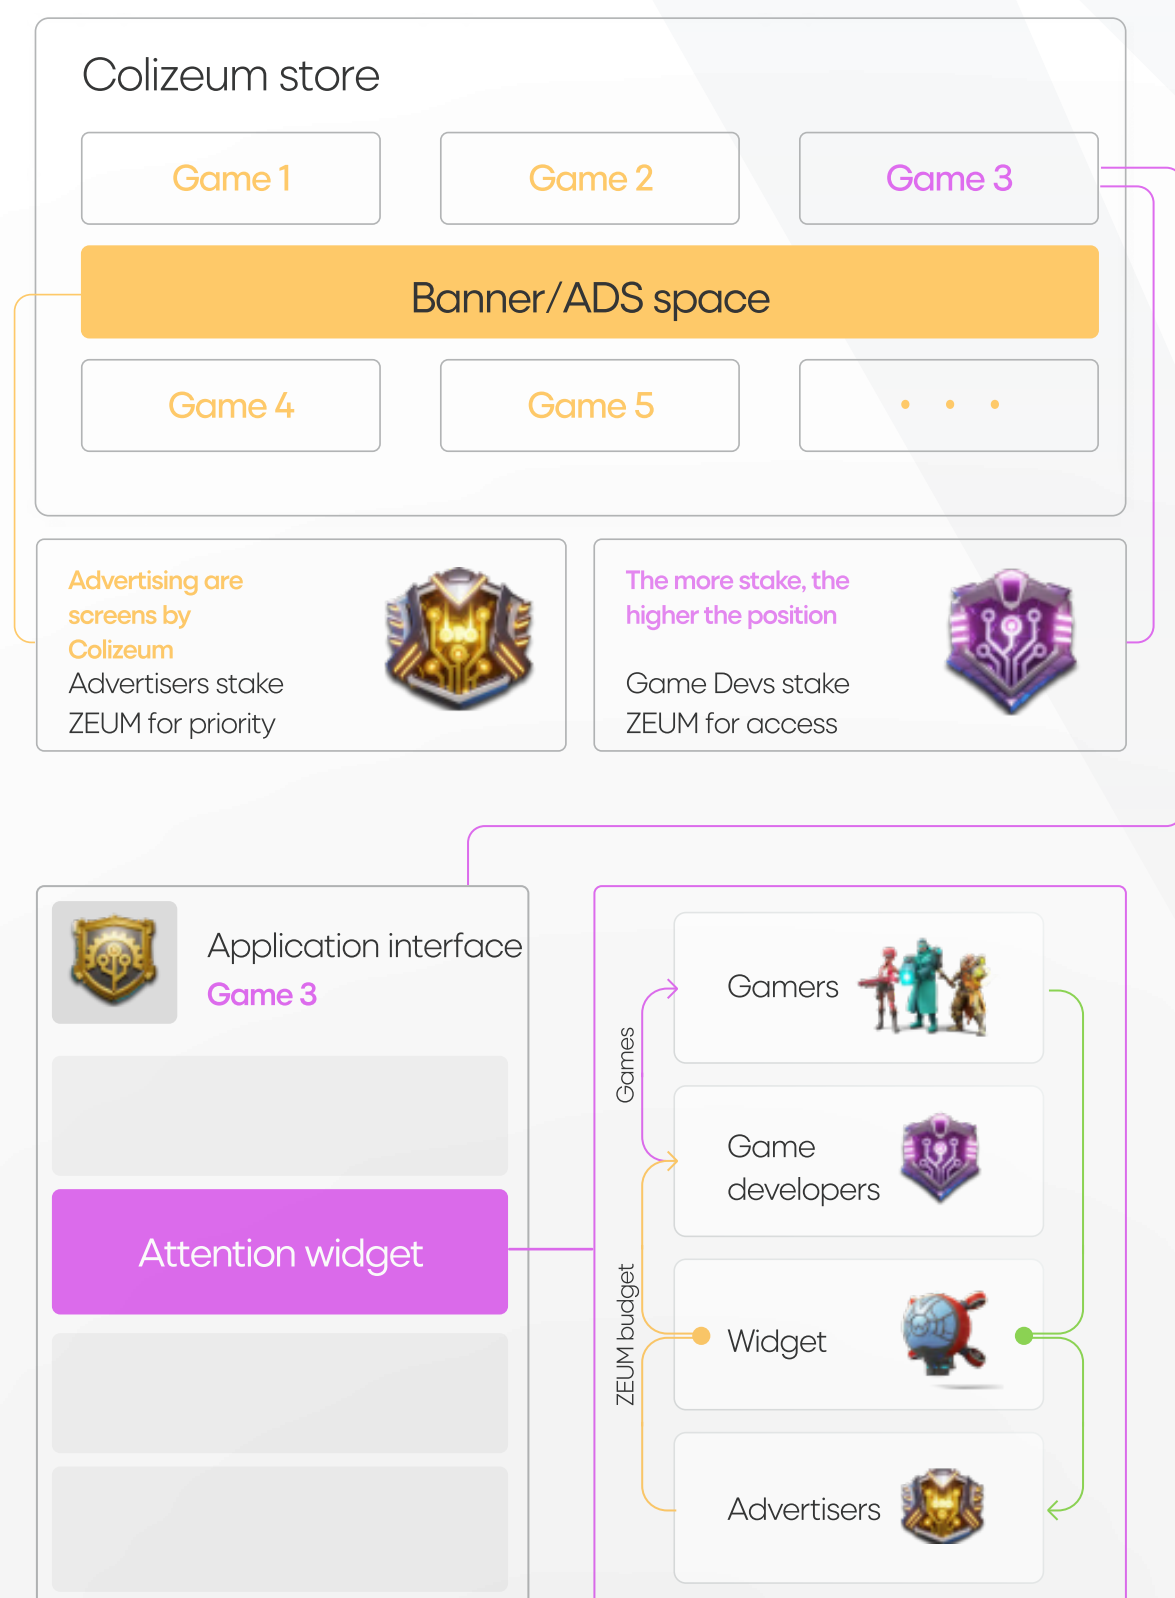 Colizeum store
Game 1
Game 2
Game 3
Banner/ADS space
Game 4
Game 5
. . .
Advertising are
screens by
Colizeum
Advertisers stake
ZEUM for priority
The more stake, the
higher the position
Game Devs stake
ZEUM for access
Application interface
Game 3
Attention widget
Games
ZEUM budget
Gamers
Game
developers
Widget
Advertisers